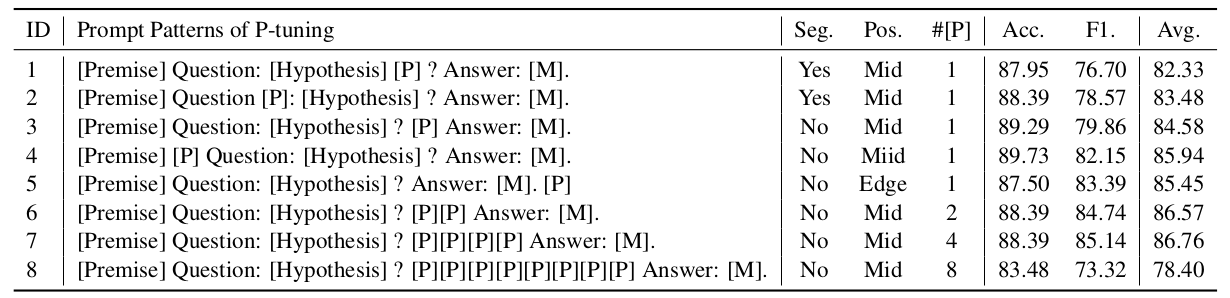 ID Prompt Patterns of P-tuning Seg. Pos. #[P] Acc. F1. Avg.
1 [Premise] Question: [Hypothesis] [P] ? Answer: [M]. Yes Mid 1 87.95 76.70 82.33
2 [Premise] Question [P]: [Hypothesis] ? Answer: [M]. Yes Mid 1 88.39 78.57 83.48
3 [Premise] Question: [Hypothesis] ? [P] Answer: [M]. No Mid 1 89.29 79.86 84.58
4 [Premise] [P] Question: [Hypothesis] ? Answer: [M]. No Miid 1 89.73 82.15 85.94
5 [Premise] Question: [Hypothesis] ? Answer: [M]. [P] No Edge 1 87.50 83.39 85.45
6 [Premise] Question: [Hypothesis] ? [P][P] Answer: [M]. No Mid 2 88.39 84.74 86.57
7 [Premise] Question: [Hypothesis] ? [P][P][P][P] Answer: [M]. No Mid 4 88.39 85.14 86.76
8 [Premise] Question: [Hypothesis] ? [P][P][P][P][P][P][P][P] Answer: [M]. No Mid 8 83.48 73.32 78.40